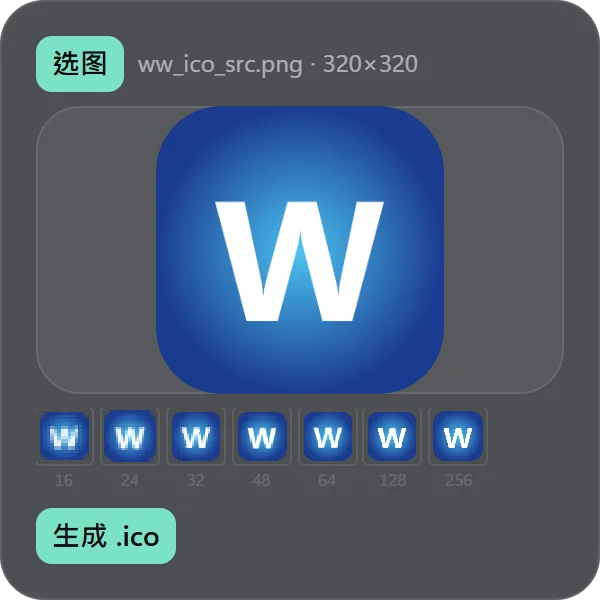 选图 ww_ico_src.png · 320×320
W
W W W W W W W
16 24 32 48 64 128 256
生成 .ico